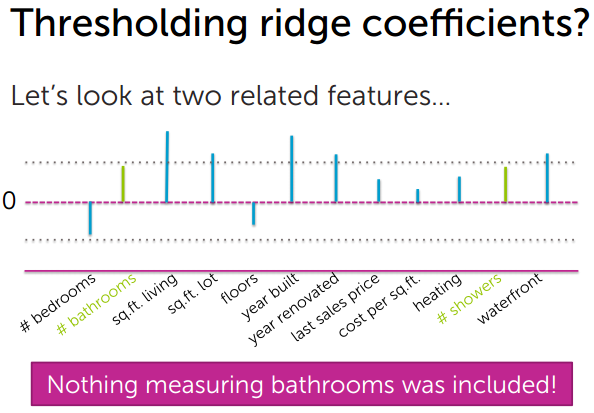 Thresholding ridge coefficients?
Let's look at two related features...
0
# bedrooms
# bathrooms
sq.ft. living
sq.ft. lot
floors
year built
year renovated
last sales price
cost per sq.ft.
heating
# showers
waterfront
Nothing measuring bathrooms was included!